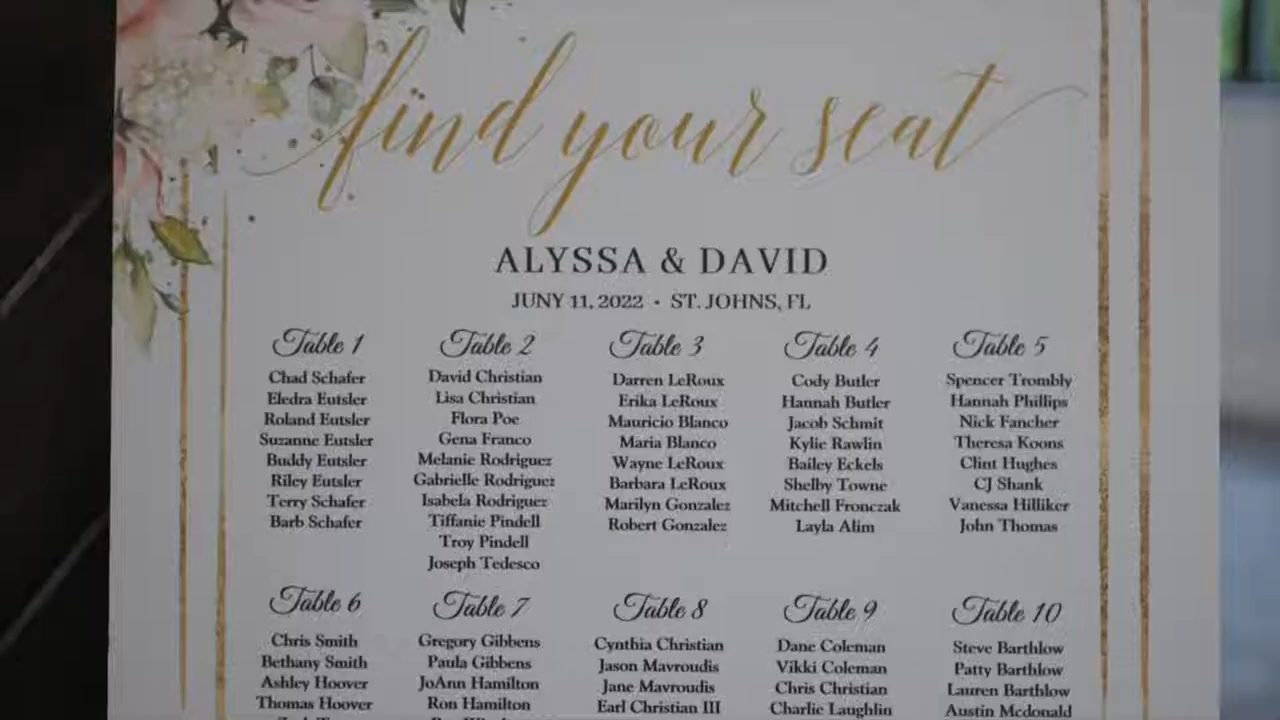 find your seat
ALYSSA & DAVID
JUNY 11, 2022 • ST. JOHNS, FL
Table 1
Chad Schafer
Eledra Eutsler
Roland Eutsler
Suzanne Eutsler
Buddy Eutsler
Riley Eutsler
Terry Schafer
Barb Schafer
Table 2
David Christian
Lisa Christian
Flora Poe
Gena Franco
Melanie Rodriguez
Gabrielle Rodriguez
Isabela Rodriguez
Tiffanie Pindell
Troy Pindell
Joseph Tedesco
Table 3
Darren LeRoux
Erika LeRoux
Mauricio Blanco
Maria Blanco
Wayne LeRoux
Barbara LeRoux
Marilyn Gonzalez
Robert Gonzalez
Table 4
Cody Butler
Hannah Butler
Jacob Schmit
Kylie Rawlin
Bailey Eckels
Shelby Towne
Mitchell Fronczak
Layla Alim
Table 5
Spencer Trombly
Hannah Phillips
Nick Fancher
Theresa Koons
Clint Hughes
CJ Shank
Vanessa Hilliker
John Thomas
Table 6
Chris Smith
Bethany Smith
Ashley Hoover
Thomas Hoover
Table 7
Gregory Gibbens
Paula Gibbens
JoAnn Hamilton
Ron Hamilton
Table 8
Cynthia Christian
Jason Mavroudis
Jane Mavroudis
Earl Christian III
Table 9
Dane Coleman
Vikki Coleman
Chris Christian
Charlie Laughlin
Table 10
Steve Barthlow
Patty Barthlow
Lauren Barthlow
Austin Mcdonald